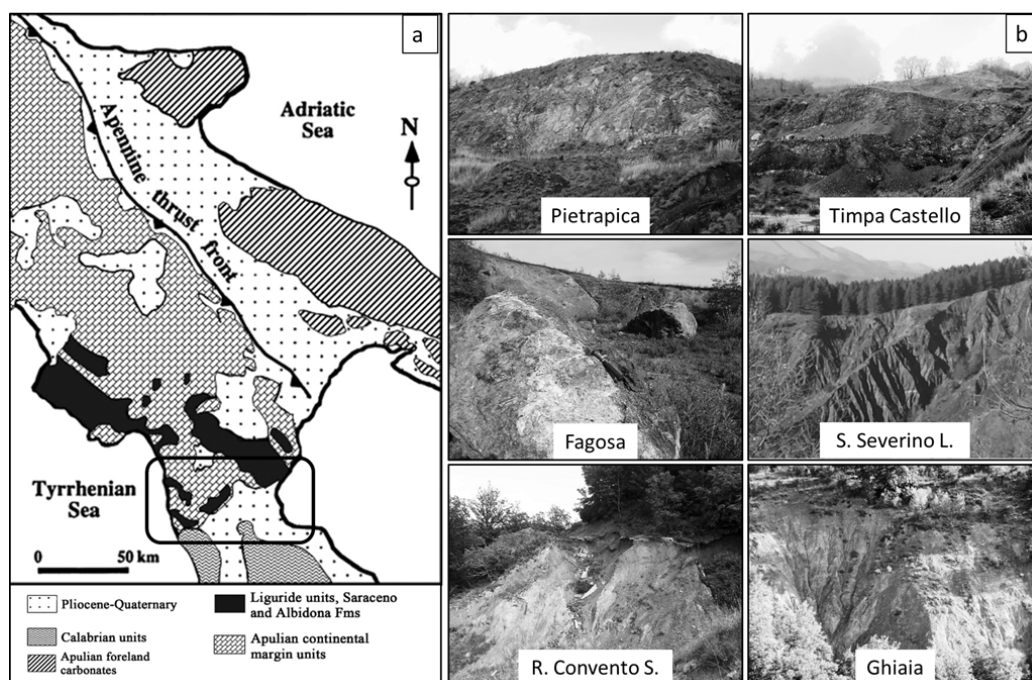 a
Adriatic
Sea
N
Apennine thrust front
Tyrrhenian
Sea
0 50 km
Pliocene-Quaternary
Calabrian units
Apulian foreland
carbonates
Liguride units, Saraceno
and Albidona Fms
Apulian continental
margin units
b
Pietrapica
Timpa Castello
Fagosa
S. Severino L.
R. Convento S.
Ghiaia